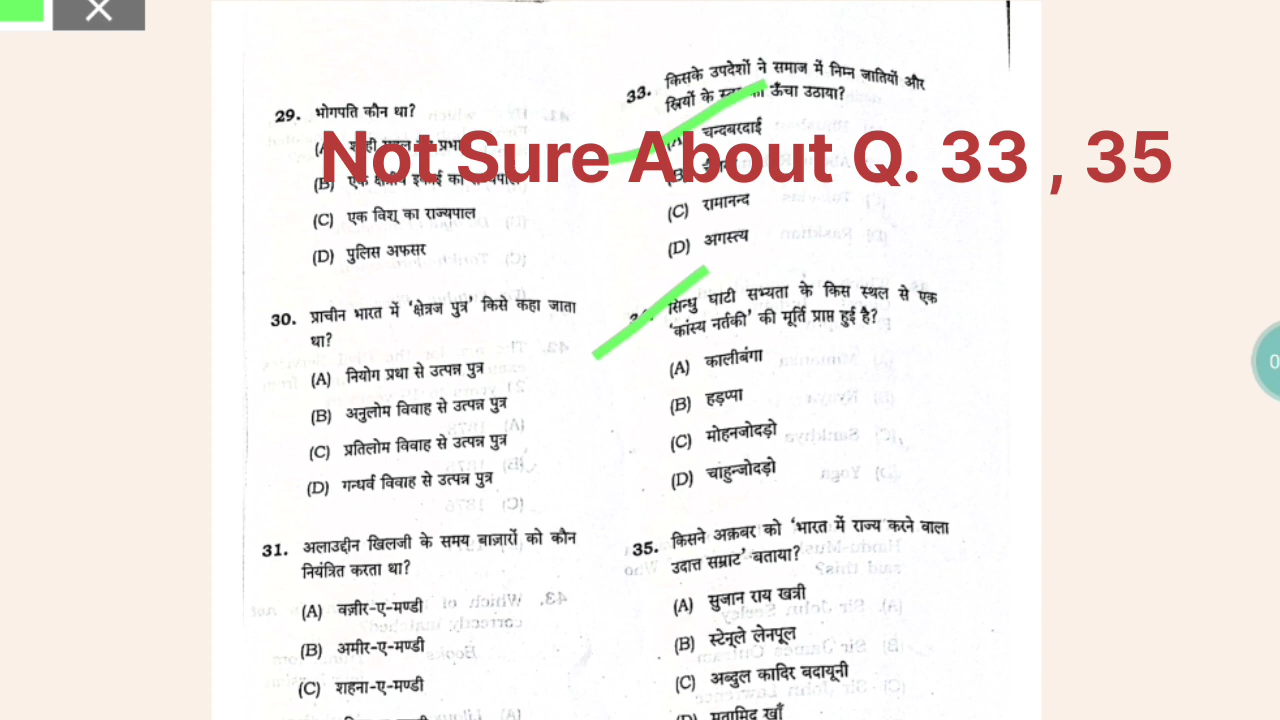 29. भोगपति कौन था?
(B) एक
(C) एक विश् का राज्यपाल
(D) पुलिस अफसर
30. प्राचीन भारत में ‘क्षेत्रज पुत्र’ किसे कहा जाता
था?
(A) नियोग प्रथा से उत्पन्न पुत्र
(B) अनुलोम विवाह से उत्पन्न पुत्र
(C) प्रतिलोम विवाह से उत्पन्न पुत्र
(D) गन्धर्व विवाह से उत्पन्न पुत्र
31. अलाउद्दीन खिलजी के समय बाज़ारों को कौन
नियंत्रित करता था?
(A) वज़ीर-ए-मण्डी
(B) अमीर-ए-मण्डी
(C) शहना-ए-मण्डी
Not Sure About Q. 33 , 35
33. किसके उपदेशों ने समाज में निम्न जातियों और
स्त्रियों के ऊँचा उठाया?
(A) चन्दबरदाई
(C) रामानन्द
(D) अगस्त्य
सिन्धु घाटी सभ्यता के किस स्थल से एक
‘कांस्य नर्तकी’ की मूर्ति प्राप्त हुई है?
(A) कालीबंगा
(B) हड़प्पा
(C) मोहनजोदड़ो
(D) चाहुन्जोदड़ो
35. किसने अक़बर को ‘भारत में राज्य करने वाला
उदात्त सम्राट’ बताया?
(A) सुजान राय खत्री
(B) स्टेनूले लेनपूल
(C) अब्दुल कादिर बदायूनी
(D) मुतामिद खाँ